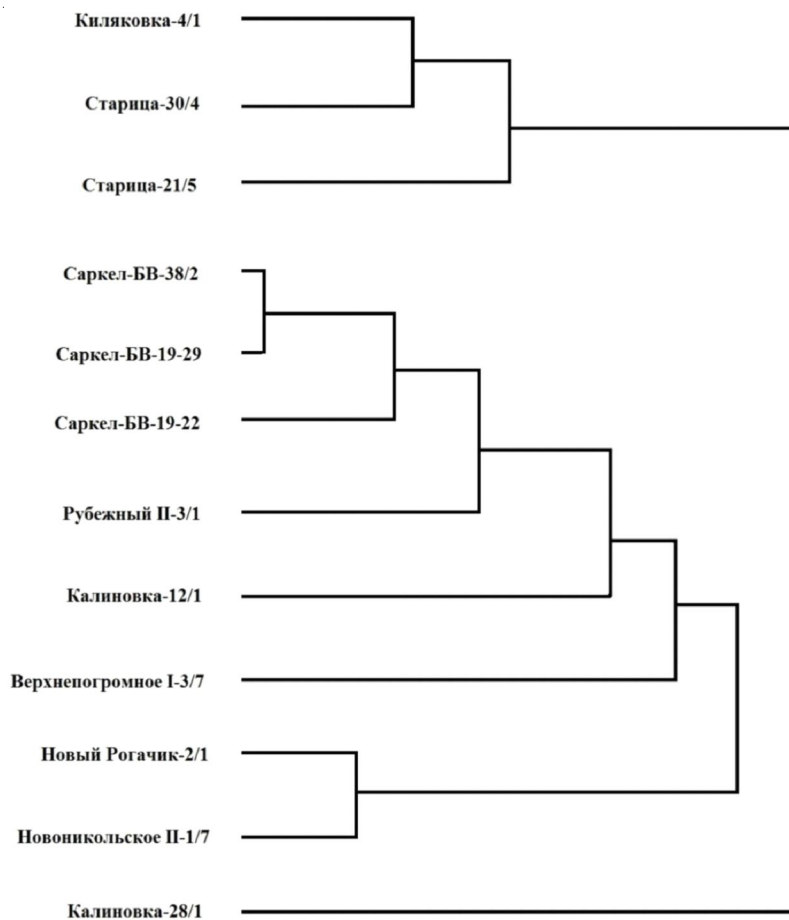 Киляковка-4/1
Старица-30/4
Старица-21/5
Саркел-БВ-38/2
Саркел-БВ-19-29
Саркел-БВ-19-22
Рубежный II-3/1
Калиновка-12/1
Верхнепогромное I-3/7
Новый Рогачик-2/1
Новоникольское II-1/7
Калиновка-28/1